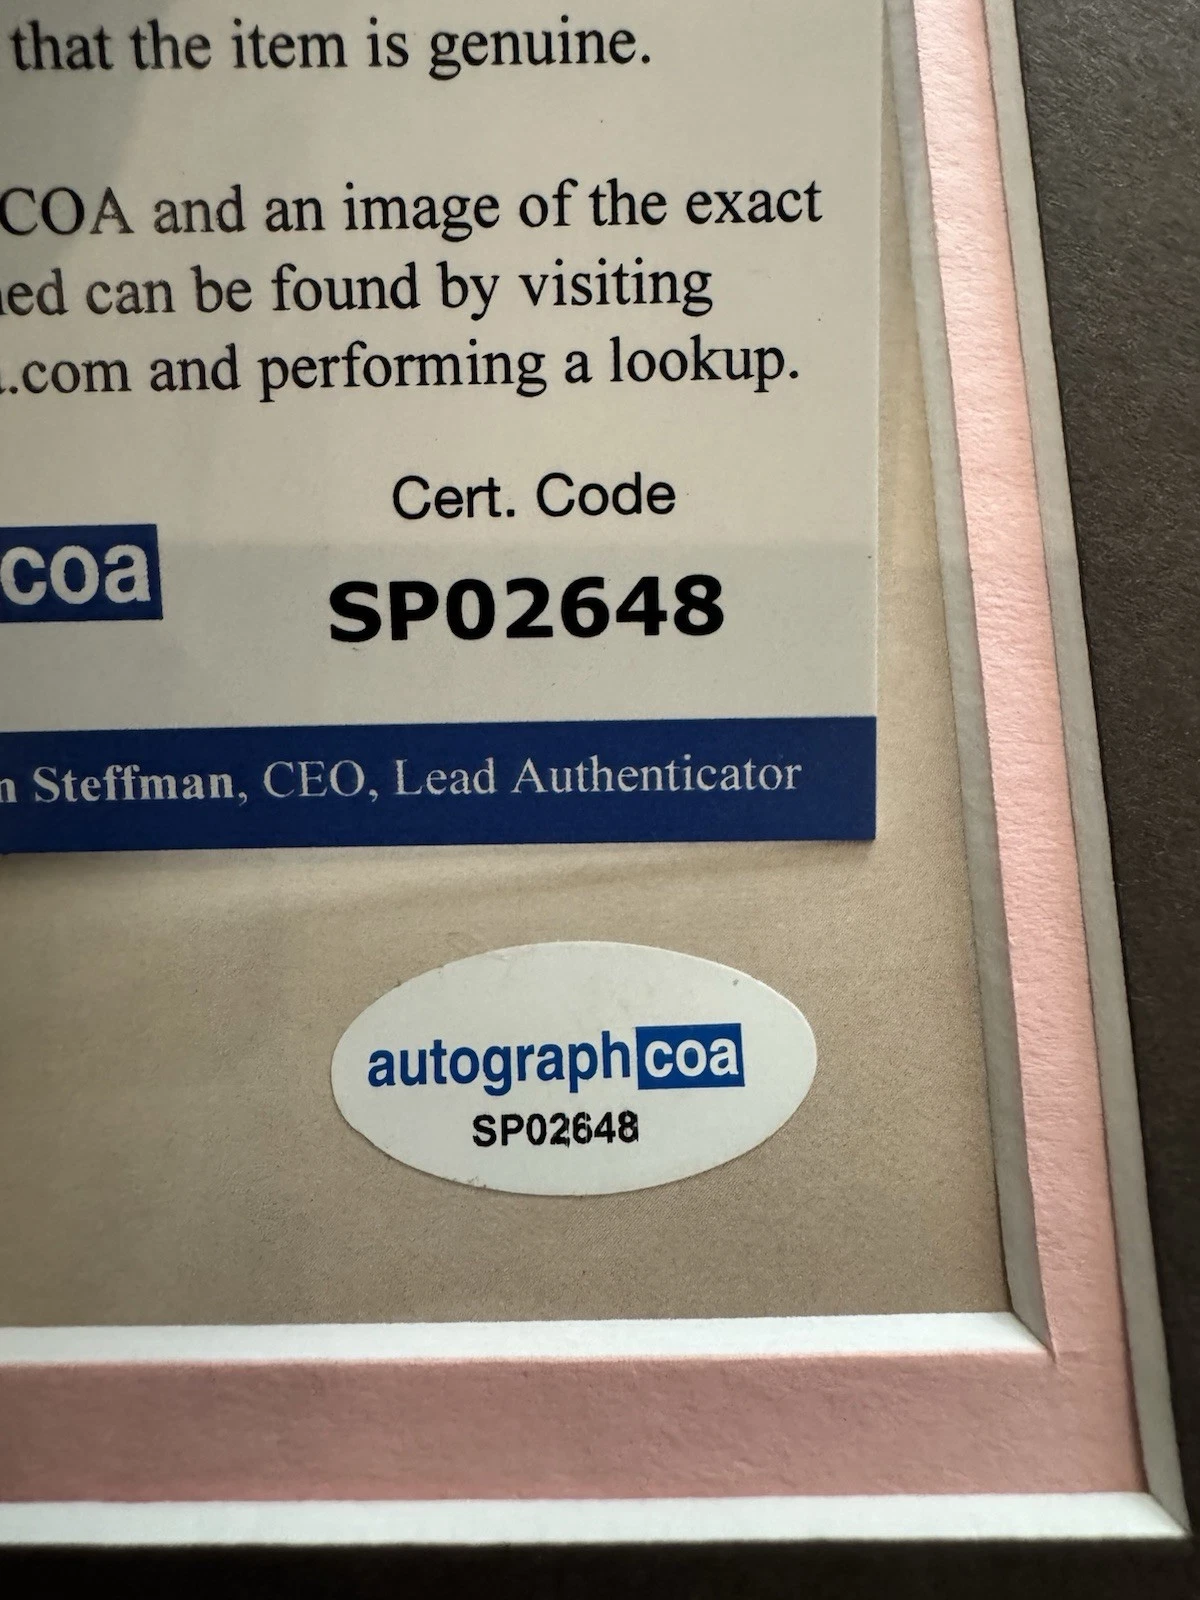 that the item is genuine.
COA and an image of the exact
can be found by visiting
.com and performing a lookup.
Cert. Code
coa
SP02648
Steffman, CEO, Lead Authenticator
autographcoa
SP02648